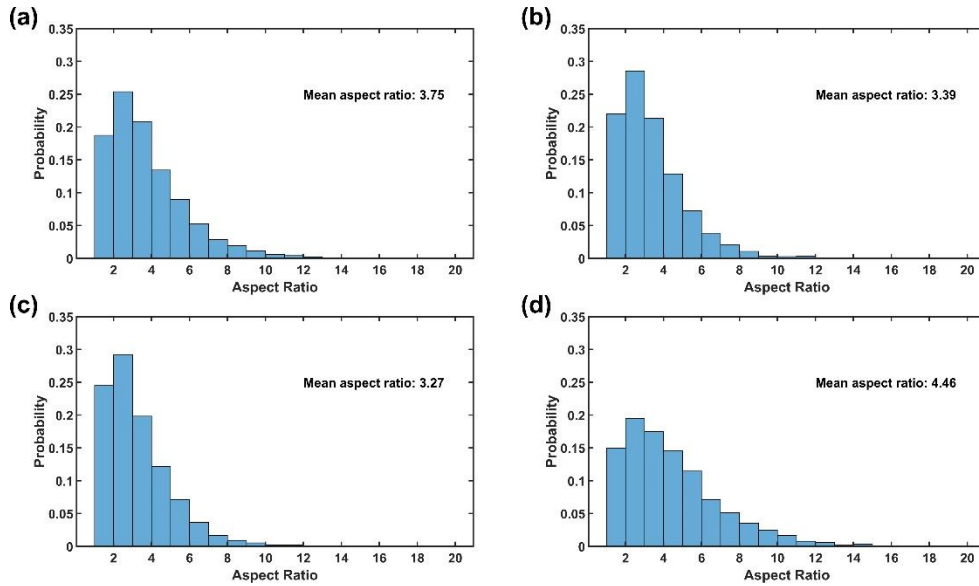 (a)
0.35
0.3
0.25
0.2
0.15
0.1
0.05
0
Probability
Mean aspect ratio: 3.75
2 4 6 8 10 12 14 16 18 20
Aspect Ratio
(b)
0.35
0.3
0.25
0.2
0.15
0.1
0.05
0
Probability
Mean aspect ratio: 3.39
2 4 6 8 10 12 14 16 18 20
Aspect Ratio
(c)
0.35
0.3
0.25
0.2
0.15
0.1
0.05
0
Probability
Mean aspect ratio: 3.27
2 4 6 8 10 12 14 16 18 20
Aspect Ratio
(d)
0.35
0.3
0.25
0.2
0.15
0.1
0.05
0
Probability
Mean aspect ratio: 4.46
2 4 6 8 10 12 14 16 18 20
Aspect Ratio